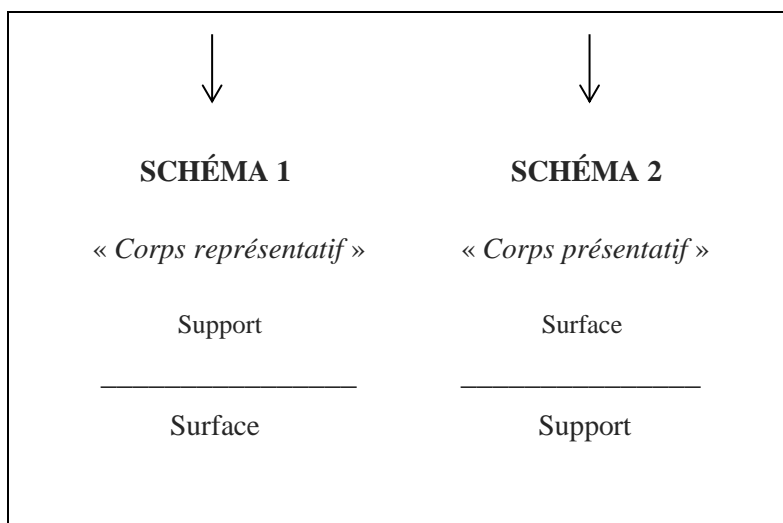 SCHÉMA 1
« Corps représentatif »
Support
Surface
SCHÉMA 2
« Corps présentatif »
Surface
Support